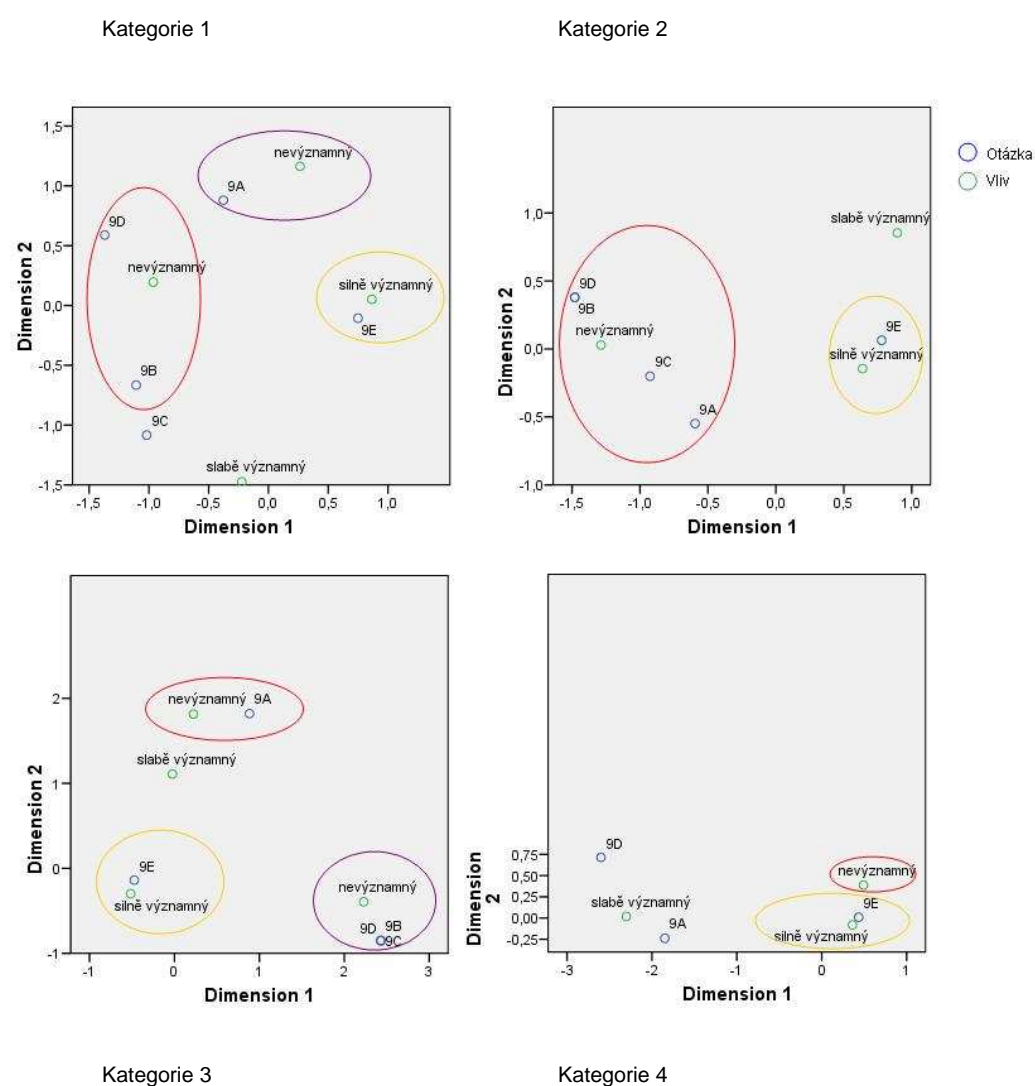 Kategorie 1
Kategorie 2
1,5
1,0
0,5
0,0
-0,5
-1,0
-1,5
Dimension 2
nevýznamný
9A
9D
nevýznamný
silně významný
9E
9B
9C
slabě významný
-1,5 -1,0 -0,5 0,0 0,5 1,0
Dimension 1
1,0
0,5
0,0
-0,5
-1,0
Dimension 2
slabě významný
9D
9B
nevýznamný
9E
silně významný
9C
9A
-1,5 -1,0 -0,5 0,0 0,5 1,0
Dimension 1
Otázka
Vliv
2
1
0
-1
Dimension 2
nevýznamný 9A
slabě významný
9E
silně významný
nevýznamný
9D 9B
9C
-1 0 1 2 3
Dimension 1
0,75
0,50
0,25
0,00
-0,25
Dimension
2
9D
nevýznamný
slabě významný
9A
9E
silně významný
-3 -2 -1 0 1
Dimension 1
Kategorie 3
Kategorie 4